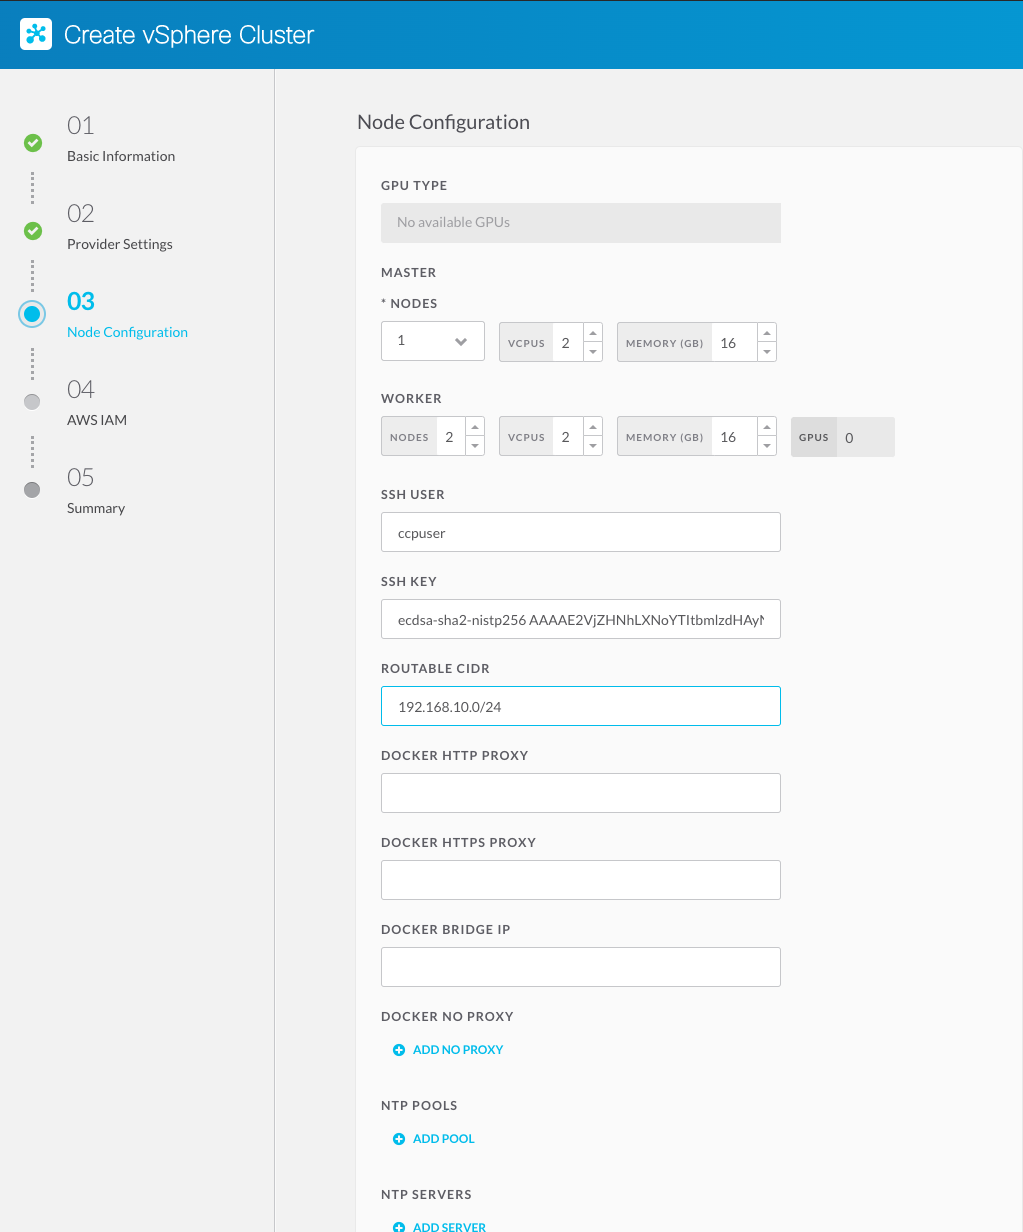 Create vSphere Cluster
01
Basic Information
02
Provider Settings
03
Node Configuration
04
AWS IAM
05
Summary
Node Configuration
GPU TYPE
No available GPUs
MASTER
* NODES
1 VCPUS 2 MEMORY (GB) 16
WORKER
NODES 2 VCPUS 2 MEMORY (GB) 16 GPUS 0
SSH USER
ccpuser
SSH KEY
ecdsa-sha2-nistp256 AAAAE2VjZHNhLXNoYTItbmlzdHAyN
ROUTABLE CIDR
192.168.10.0/24
DOCKER HTTP PROXY
DOCKER HTTPS PROXY
DOCKER BRIDGE IP
DOCKER NO PROXY
ADD NO PROXY
NTP POOLS
ADD POOL
NTP SERVERS
ADD SERVER